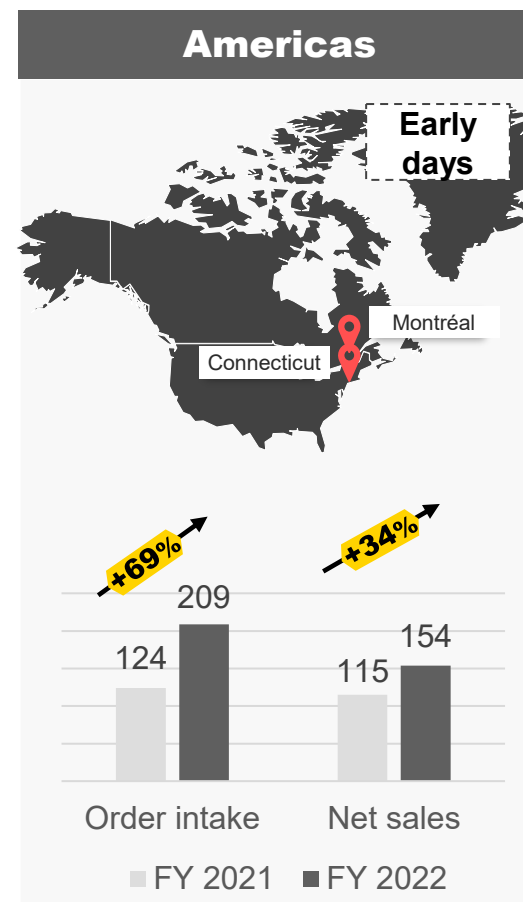 Americas
Early
days
Montréal
Connecticut
+69%
+34%
209
124
154
115
Order intake
Net sales
FY 2021
FY 2022